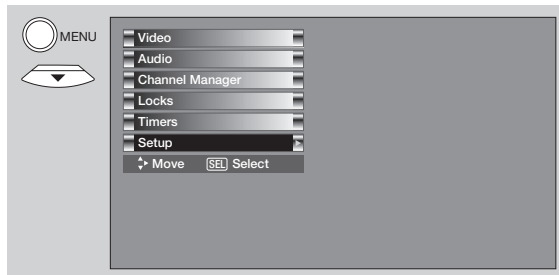 MENU
Video
Audio
Channel Manager
Locks
Timers
Setup
Move SEL Select